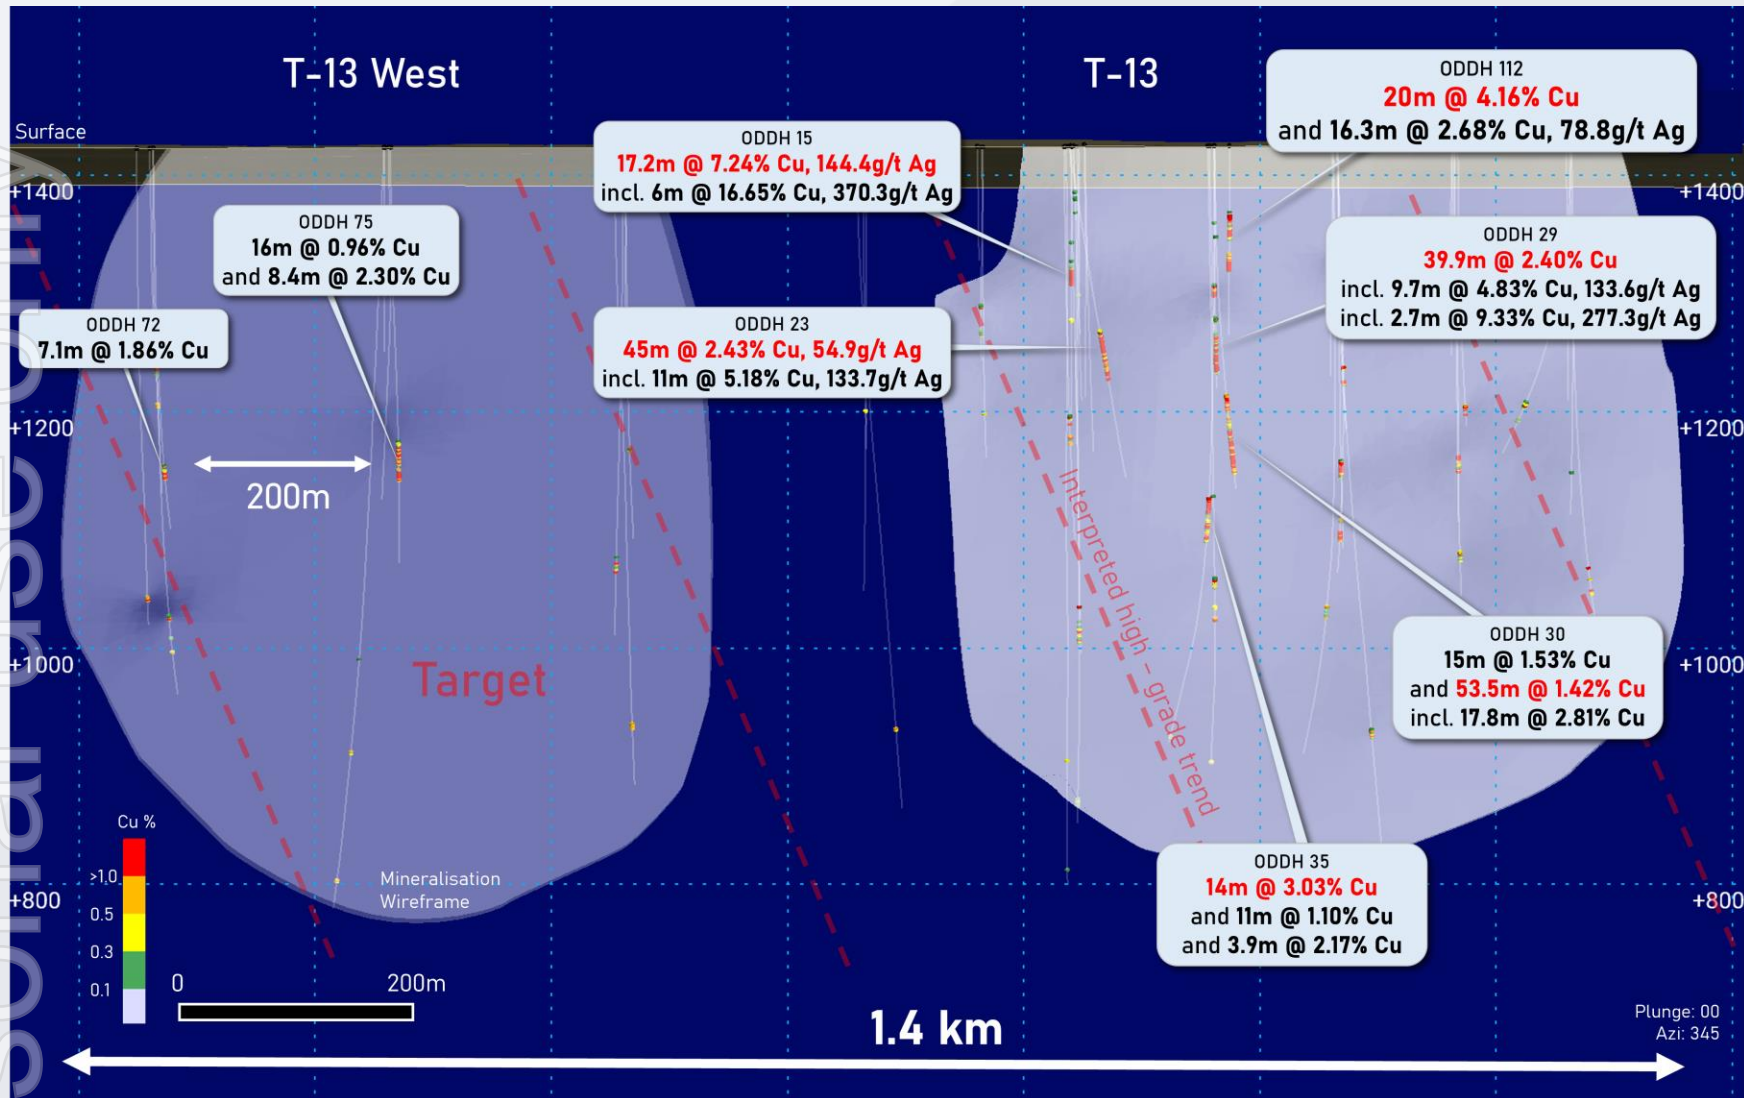 T-13 West
T-13
Surface
ODDH 112
20m @ 4.16% Cu
and 16.3m @ 2.68% Cu, 78.8g/t Ag
ODDH 15
17.2m @ 7.24% Cu, 144.4g/t Ag
incl. 6m @ 16.65% Cu, 370.3g/t Ag
+1400
+1400
ODDH 75
16m @ 0.96% Cu
and 8.4m @ 2.30% Cu
ODDH 29
39.9m @ 2.40% Cu
incl. 9.7m @ 4.83% Cu, 133.6g/t Ag
incl. 2.7m @ 9.33% Cu, 277.3g/t Ag
ODDH 72
7.1m @ 1.86% Cu
ODDH 23
45m @ 2.43% Cu, 54.9g/t Ag
incl. 11m @ 5.18% Cu, 133.7g/t Ag
+1200
+1200
200m
Interpreted high – grade trend
+1000
+1000
Target
ODDH 30
15m @ 1.53% Cu
and 53.5m @ 1.42% Cu
incl. 17.8m @ 2.81% Cu
ODDH 35
14m @ 3.03% Cu
and 11m @ 1.10% Cu
and 3.9m @ 2.17% Cu
Mineralisation
Wireframe
+800
+800
Cu %
>1.0
0.5
0.3
0.1
0
200m
1.4 km
Plunge: 00
Azi: 345
sonal use only